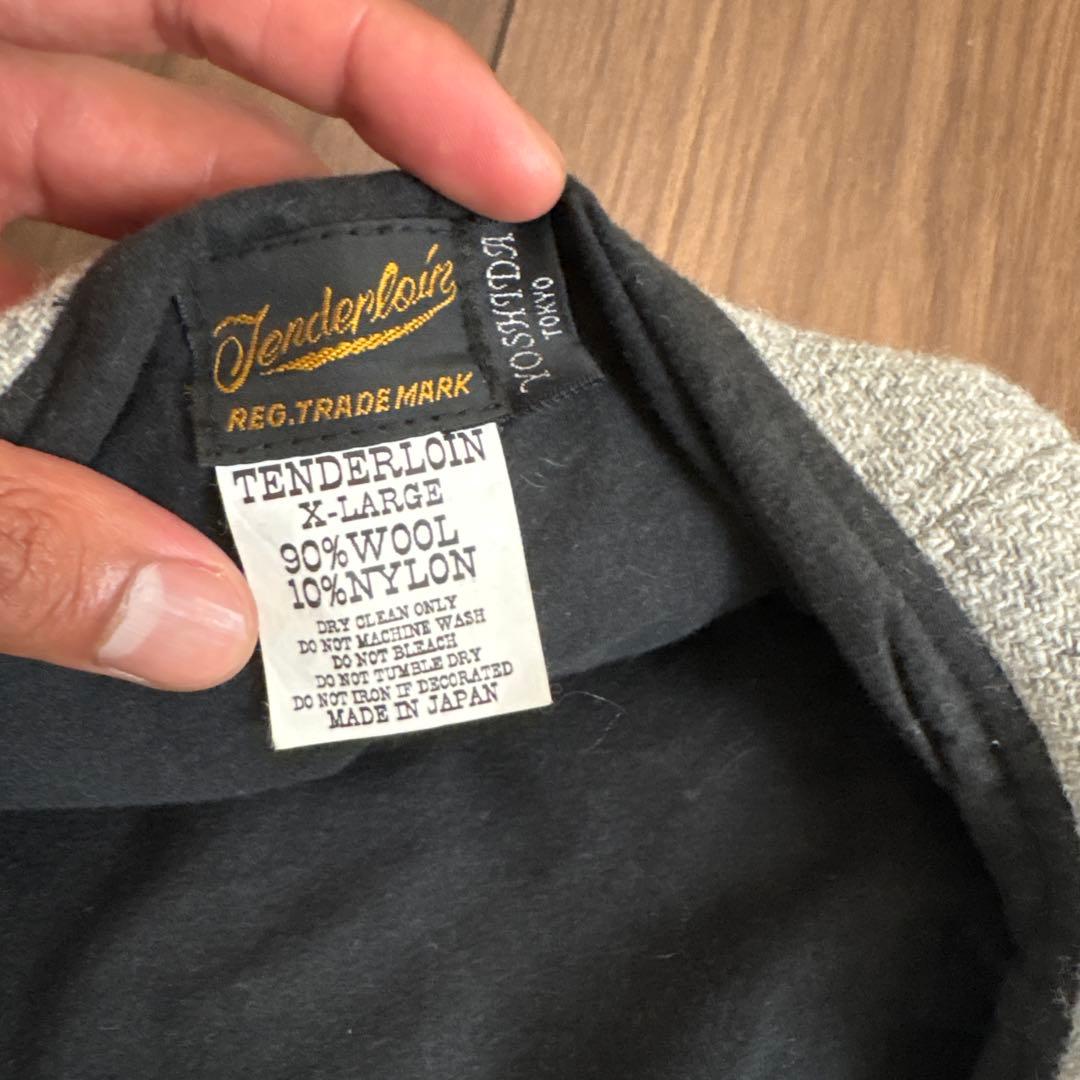 Tenderloin
REG. TRADE MARK
YOSHIDA
TOKYO
TENDERLOIN
X-LARGE
90% WOOL
10% NYLON
DRY CLEAN ONLY
DO NOT MACHINE WASH
DO NOT BLEACH
DO NOT TUMBLE DRY
DO NOT IRON IF DECORATED
MADE IN JAPAN